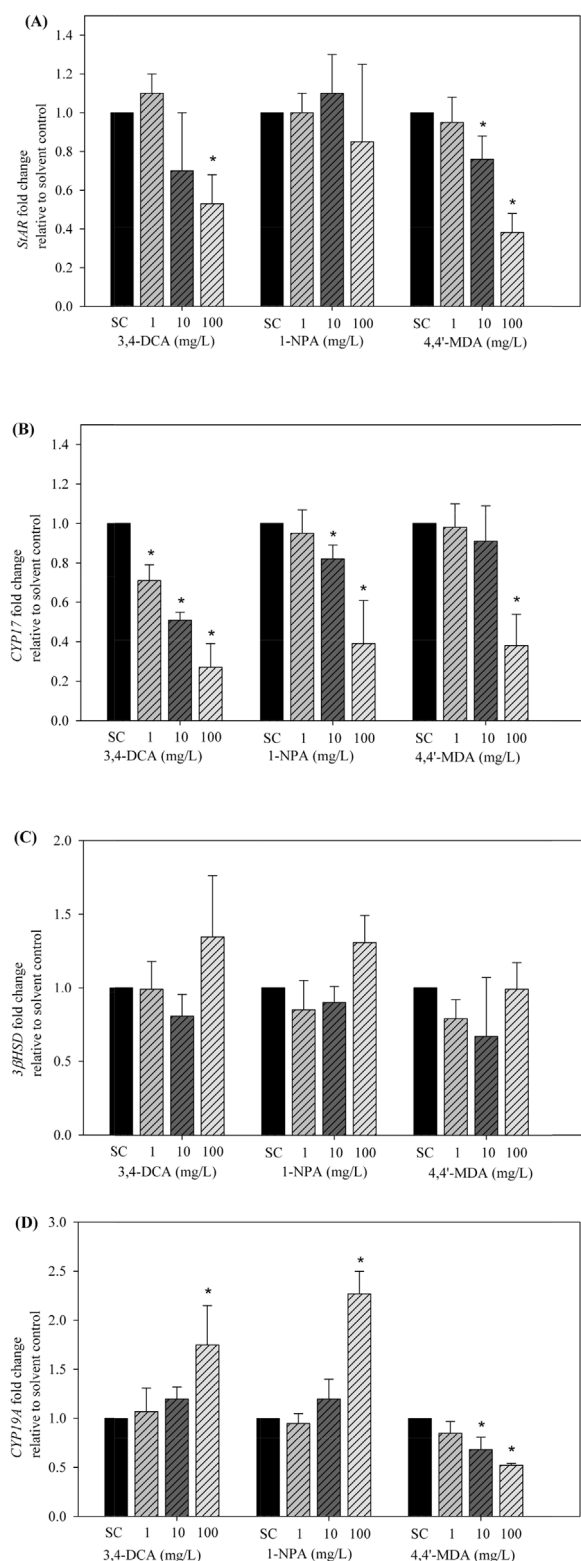 (A)
1.4
1.2
1.0
0.8
0.6
0.4
0.2
0.0
StAR fold change
relative to solvent control
*
*
*
SC 1 10 100 SC 1 10 100 SC 1 10 100
3,4-DCA (mg/L) 1-NPA (mg/L) 4,4'-MDA (mg/L)
(B)
1.4
1.2
1.0
0.8
0.6
0.4
0.2
0.0
CYP17 fold change
relative to solvent control
* * * * * *
SC 1 10 100 SC 1 10 100 SC 1 10 100
3,4-DCA (mg/L) 1-NPA (mg/L) 4,4'-MDA (mg/L)
(C)
2.0
1.5
1.0
0.5
0.0
3βHSD fold change
relative to solvent control
SC 1 10 100 SC 1 10 100 SC 1 10 100
3,4-DCA (mg/L) 1-NPA (mg/L) 4,4'-MDA (mg/L)
(D)
3.0
2.5
2.0
1.5
1.0
0.5
0.0
CYP19A fold change
relative to solvent control
* * * *
SC 1 10 100 SC 1 10 100 SC 1 10 100
3,4-DCA (mg/L) 1-NPA (mg/L) 4,4'-MDA (mg/L)